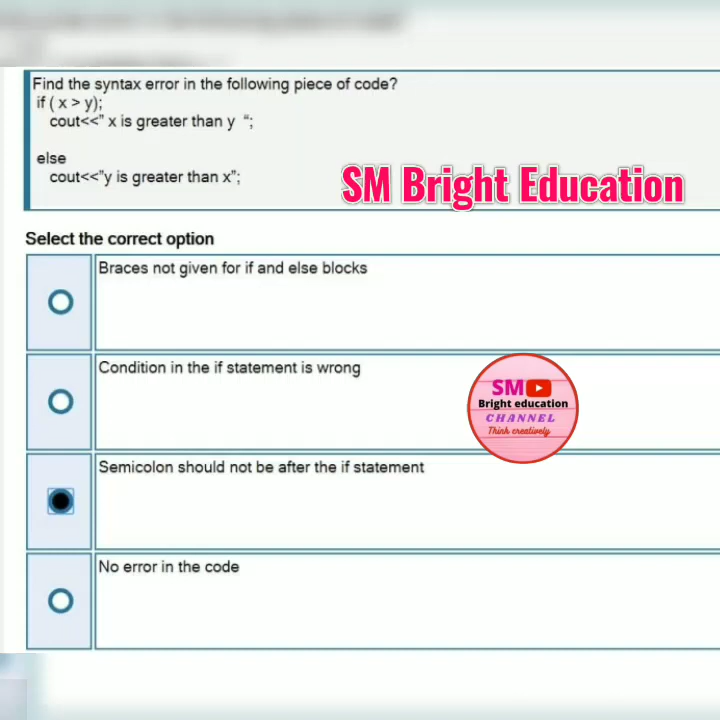 Find the syntax error in the following piece of code?
if ( x > y);
cout<<” x is greater than y “;
else
cout<<”y is greater than x”;
SM Bright Education
Select the correct option
Braces not given for if and else blocks
Condition in the if statement is wrong
SM
Bright education
CHANNEL
Think creatively
Semicolon should not be after the if statement
No error in the code